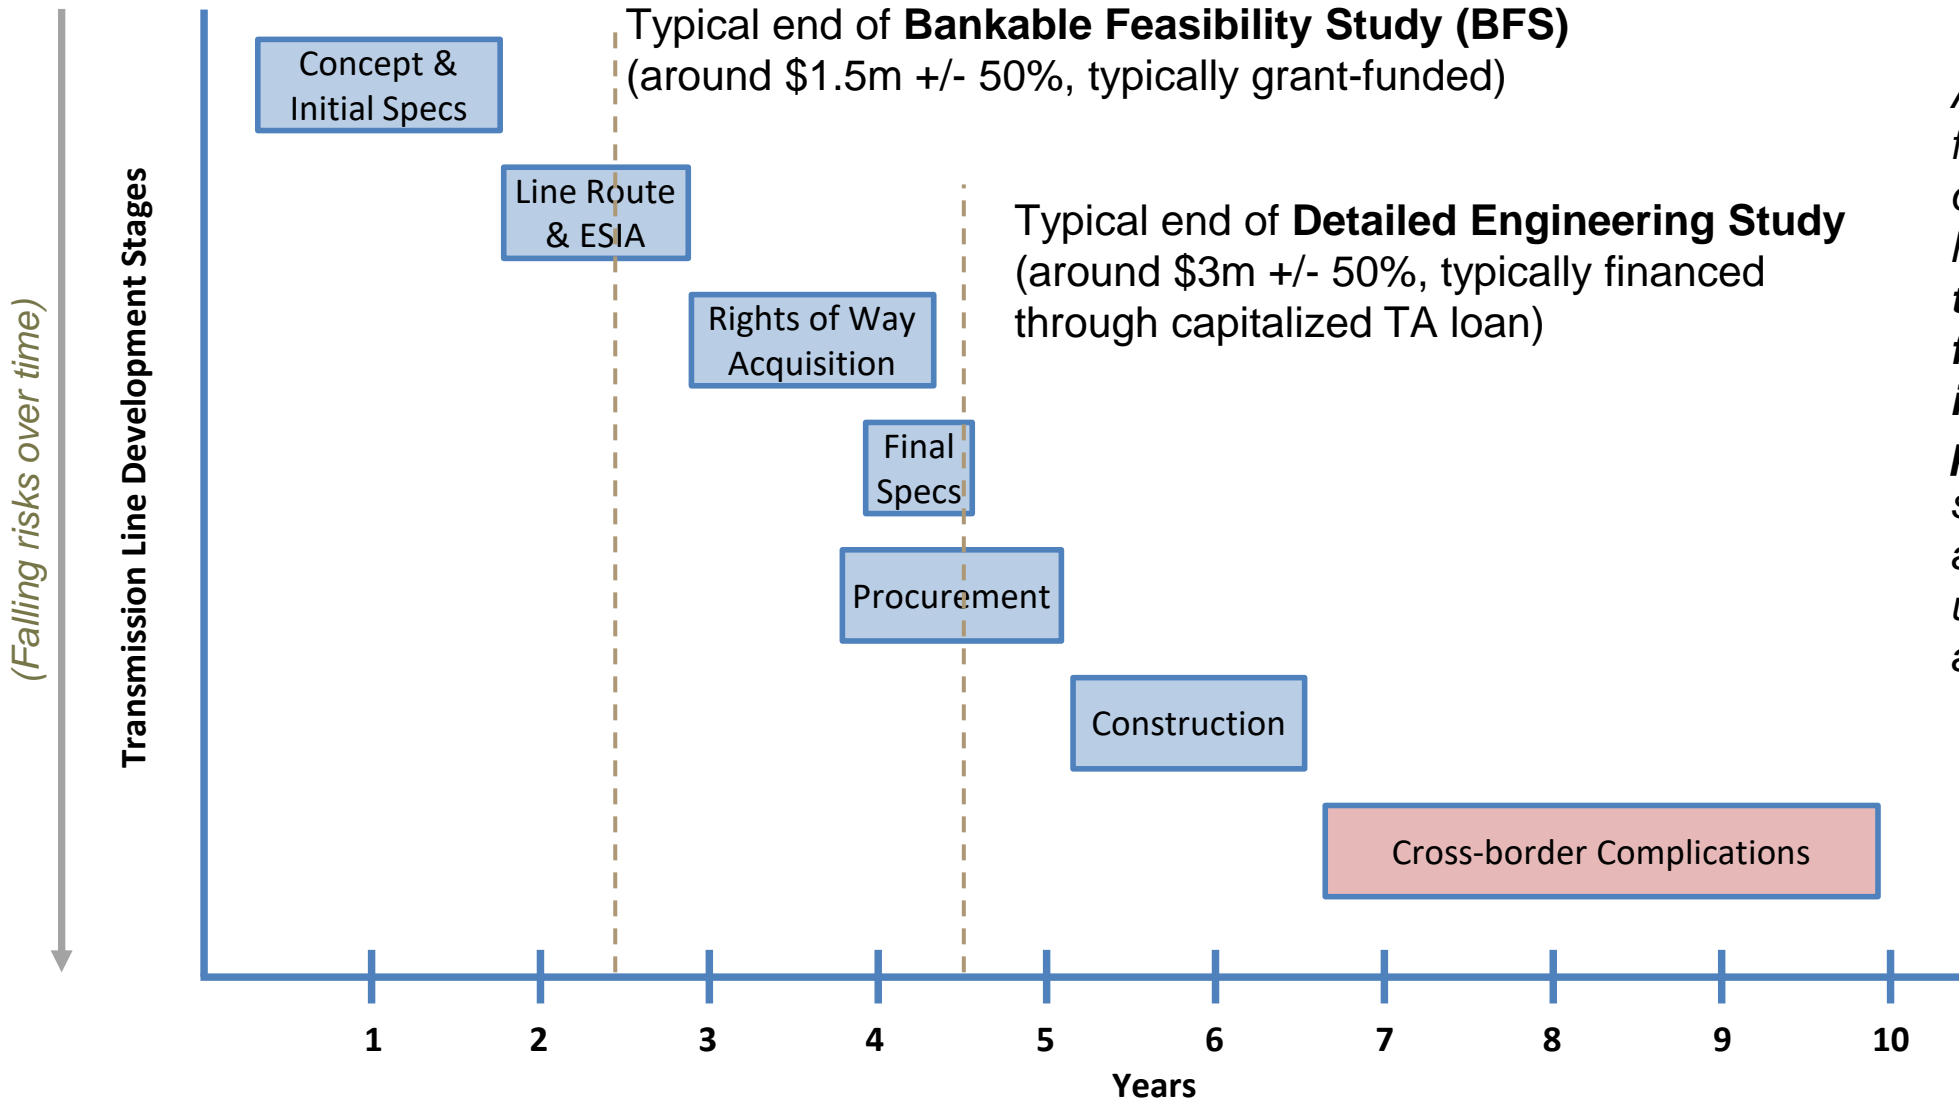 Typical end of Bankable Feasibility Study (BFS)
(around $1.5m +/- 50%, typically grant-funded)
Concept &
Initial Specs
Line Route
& ESIA
Typical end of Detailed Engineering Study
(around $3m +/- 50%, typically financed
through capitalized TA loan)
Rights of Way
Acquisition
Final
Specs
Procurement
Construction
Cross-border Complications
(Falling risks over time)
Transmission Line Development Stages
1 2 3 4 5 6 7 8 9 10
Years